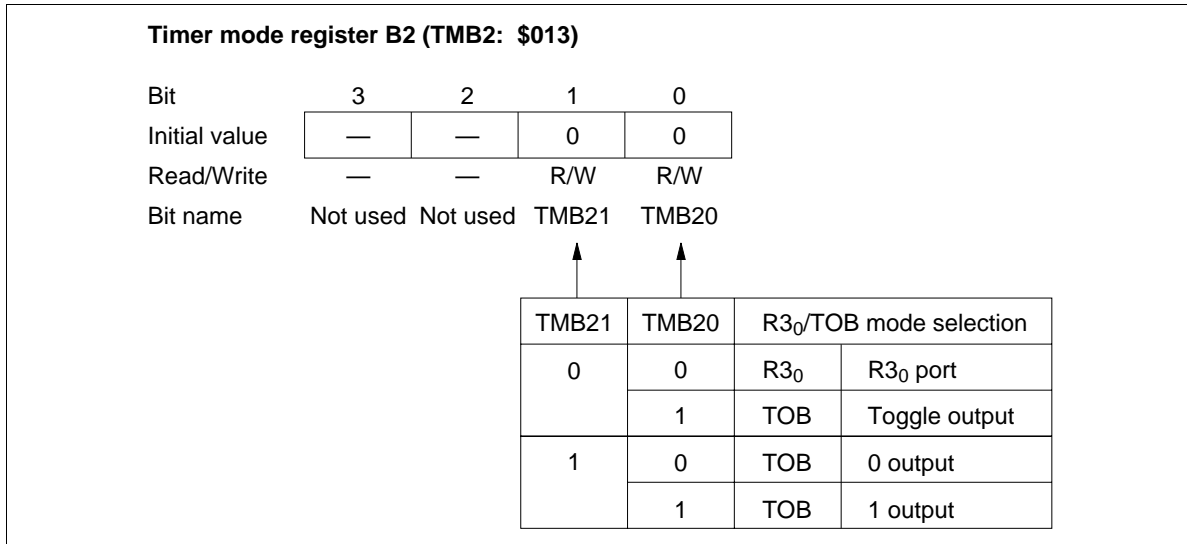 Timer mode register B2 (TMB2: $013)
Bit 3 2 1 0
Initial value — — 0 0
Read/Write — — R/W R/W
Bit name Not used Not used TMB21 TMB20
TMB21 TMB20 R3₀/TOB mode selection
0 0 R3₀ R3₀ port
1 TOB Toggle output
1 0 TOB 0 output
1 TOB 1 output